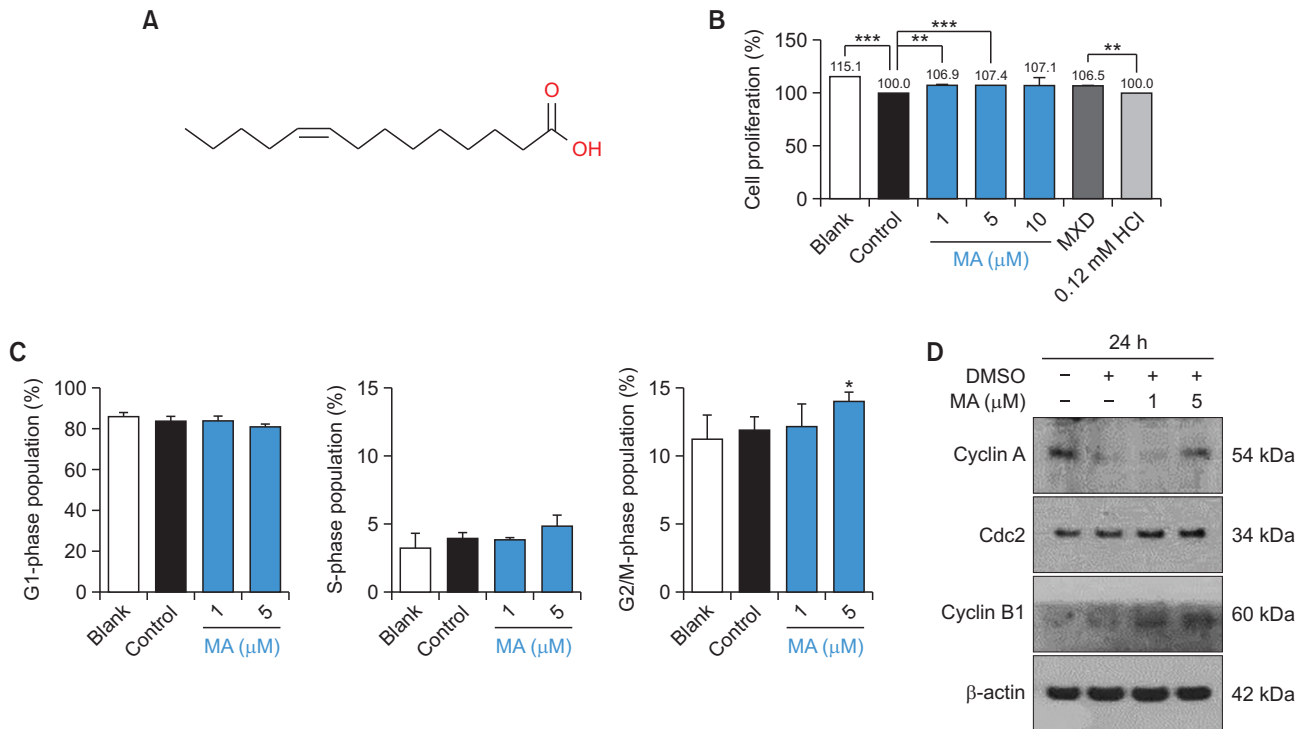 A
O
OH
B
Cell proliferation (%)
150
100
50
0
*** ** *** **
115.1 100.0 106.9 107.4 107.1 106.5 100.0
Blank Control 1 5 10 MXD 0.12 mM HCl
MA (μM)
C
G1-phase population (%)
100
80
60
40
20
0
Blank Control 1 5
MA (μM)
S-phase population (%)
15
10
5
0
Blank Control 1 5
MA (μM)
G2/M-phase population (%)
15
10
5
0
*
Blank Control 1 5
MA (μM)
D
24 h
DMSO − + + +
MA (μM) − − 1 5
Cyclin A 54 kDa
Cdc2 34 kDa
Cyclin B1 60 kDa
β-actin 42 kDa